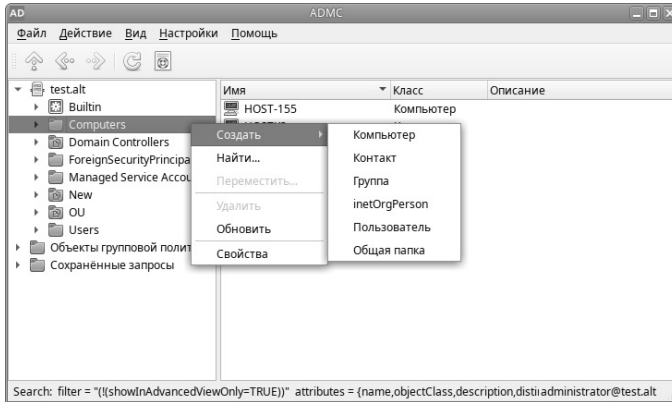 AD ADMC
Файл Действие Вид Настройки Помощь
test.alt
Builtin
Computers
Domain Controllers
ForeignSecurityPrincipa
Managed Service Accou
New
OU
Users
Объекты групповой полит
Сохранённые запросы
Имя Класс Описание
HOST-155 Компьютер
Создать
Найти...
Переместить...
Удалить
Обновить
Свойства
Компьютер
Контакт
Группа
inetOrgPerson
Пользователь
Общая папка
Search: filter = "(!(showInAdvancedViewOnly=TRUE))" attributes = {name,objectClass,description,disti administrator@test.alt